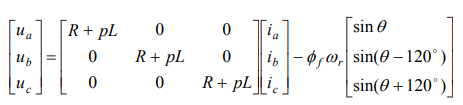 [u_a; u_b; u_c] = [R + pL 0 0; 0 R + pL 0; 0 0 R + pL] [i_a; i_b; i_c] − ϕ_f ω_r [sin θ; sin(θ − 120°); sin(θ + 120°)]